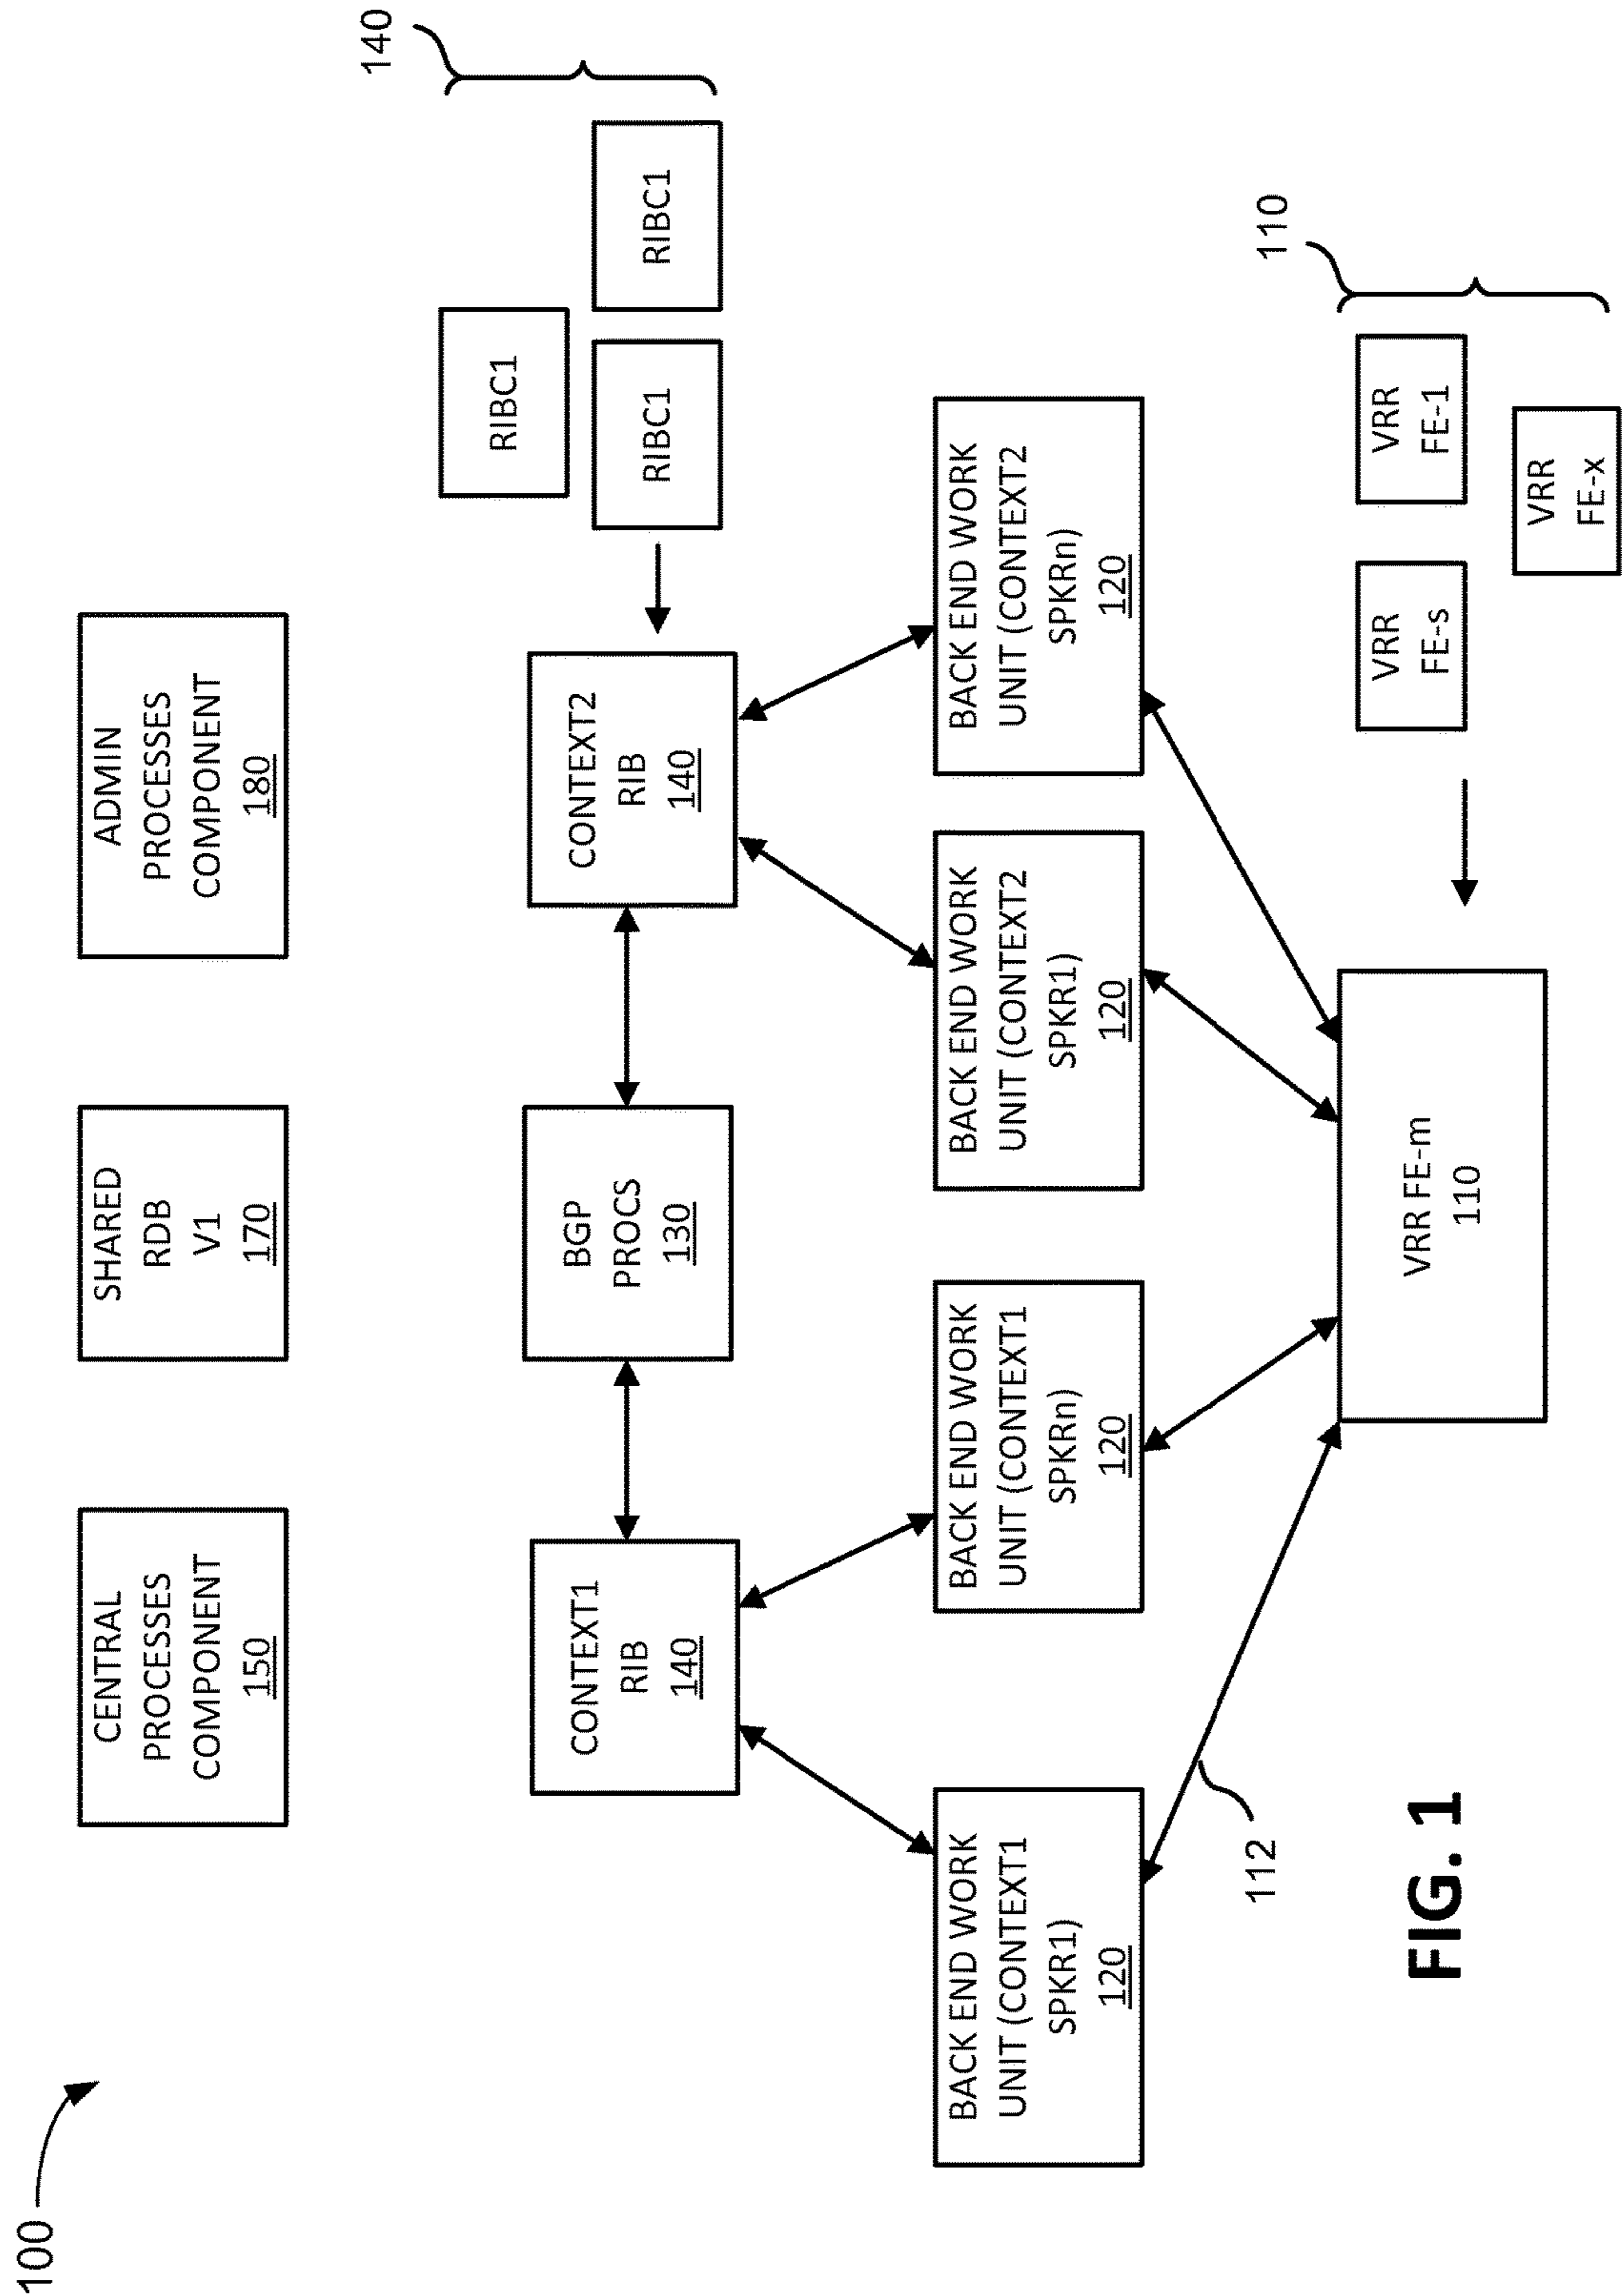 100
CENTRAL
PROCESSES
COMPONENT
150
SHARED
RDB
V1
170
ADMIN
PROCESSES
COMPONENT
180
140
RIBC1
RIBC1
RIBC1
CONTEXT1
RIB
140
BGP
PROCS
130
CONTEXT2
RIB
140
BACK END WORK
UNIT (CONTEXT1
SPKR1)
120
BACK END WORK
UNIT (CONTEXT1
SPKRn)
120
BACK END WORK
UNIT (CONTEXT2
SPKR1)
120
BACK END WORK
UNIT (CONTEXT2
SPKRn)
120
112
110
VRR
FE-s
VRR
FE-1
VRR
FE-x
VRR FE-m
110
FIG. 1